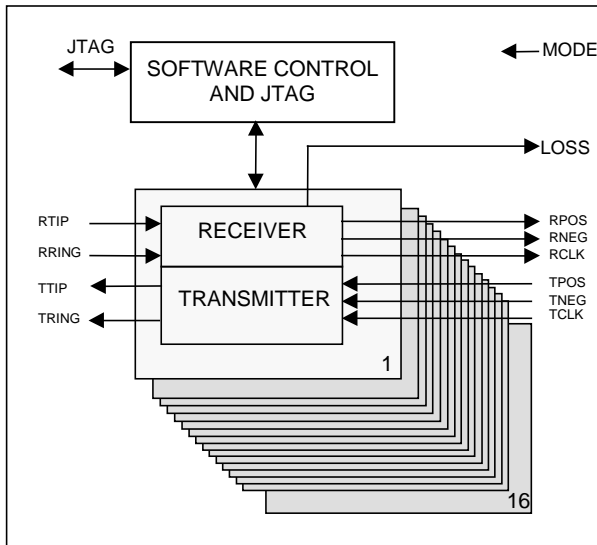 JTAG
SOFTWARE CONTROL
AND JTAG
MODE
LOSS
RTIP
RRING
TTIP
TRING
RECEIVER
TRANSMITTER
RPOS
RNEG
RCLK
TPOS
TNEG
TCLK
1
16